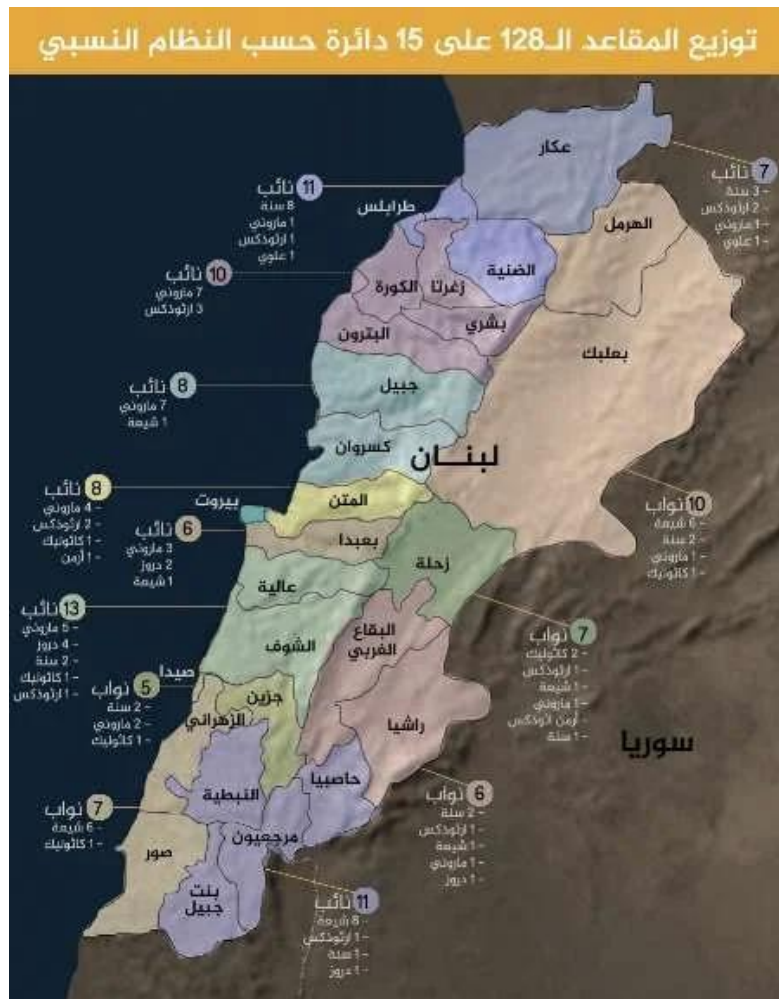 توزيع المقاعد الـ128 على 15 دائرة حسب النظام النسبي
عكار
7 نائب
- 3 سنة
- 2 ارثوذكس
- 1 ماروني
- 1 علوي
11 نائب
8 سنة
1 ماروني
1 ارثوذكس
1 علوي
طرابلس
الهرمل
الضنية
زغرتا
الكورة
10 نائب
7 ماروني
3 ارثوذكس
بشري
البترون
بعلبك
جبيل
8 نائب
7 ماروني
1 شيعة
كسروان
لبنــان
المتن
8 نائب
- 4 ماروني
- 2 ارثوذكس
- 1 كاثوليك
- 1 أرمن
بيروت
10 نواب
- 6 شيعة
- 2 سنة
- 1 ماروني
- 1 كاثوليك
6 نائب
3 ماروني
2 دروز
1 شيعة
بعبدا
زحلة
عالية
13 نائب
- 5 ماروني
- 4 دروز
- 2 سنة
- 1 كاثوليك
- 1 ارثوذكس
الشوف
البقاع
الغربي
7 نواب
- 2 كاثوليك
- 1 ارثوذكس
- 1 شيعة
- 1 ماروني
- أرمن اثوذكس
- 1 سنة
صيدا
5 نواب
- 2 سنة
- 2 ماروني
- 1 كاثوليك
جزين
الزهراني
راشيا
سوريا
حاصبيا
النبطية
6 نواب
- 2 سنة
- 1 ارثوذكس
- 1 شيعة
- 1 ماروني
- 1 دروز
7 نواب
- 6 شيعة
- 1 كاثوليك
مرجعيون
صور
بنت
جبيل
11 نائب
- 8 شيعة
- 1 ارثوذكس
- 1 سنة
- 1 دروز